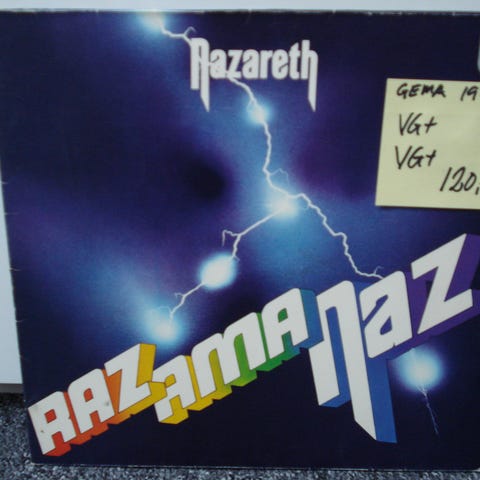 Nazareth
GEMA 19
VG+
VG+
120,
RAZAMANAZ